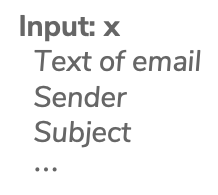 Input: x
Text of email
Sender
Subject
...